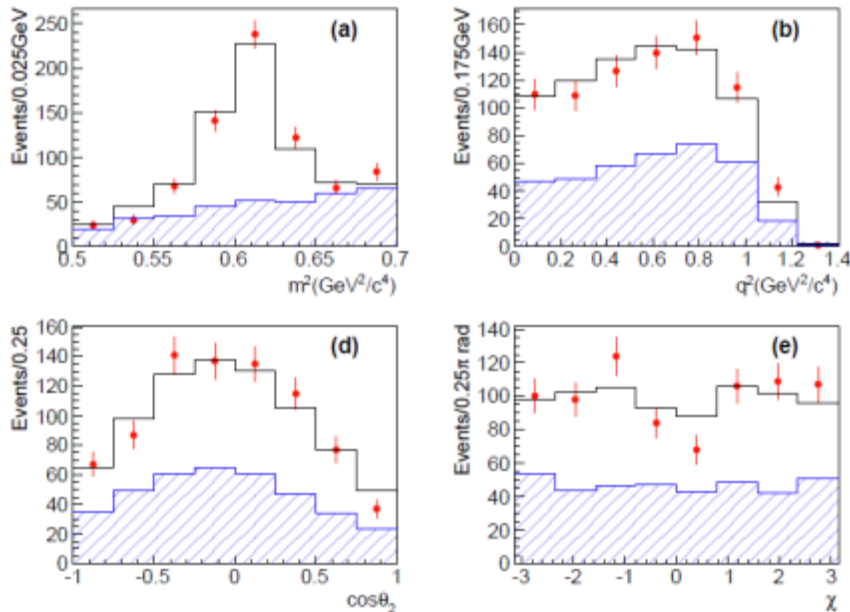 (a)
Events/0.025GeV
250
200
150
100
50
0
0.5 0.55 0.6 0.65 0.7
m²(GeV²/c⁴)
(b)
Events/0.175GeV
180
160
140
120
100
80
60
40
20
0
0 0.2 0.4 0.6 0.8 1 1.2 1.4
q²(GeV²/c⁴)
(d)
Events/0.25
160
140
120
100
80
60
40
20
0
-1 -0.5 0 0.5 1
cosθ₂
(e)
Events/0.25π rad
140
120
100
80
60
40
20
0
-3 -2 -1 0 1 2 3
χ